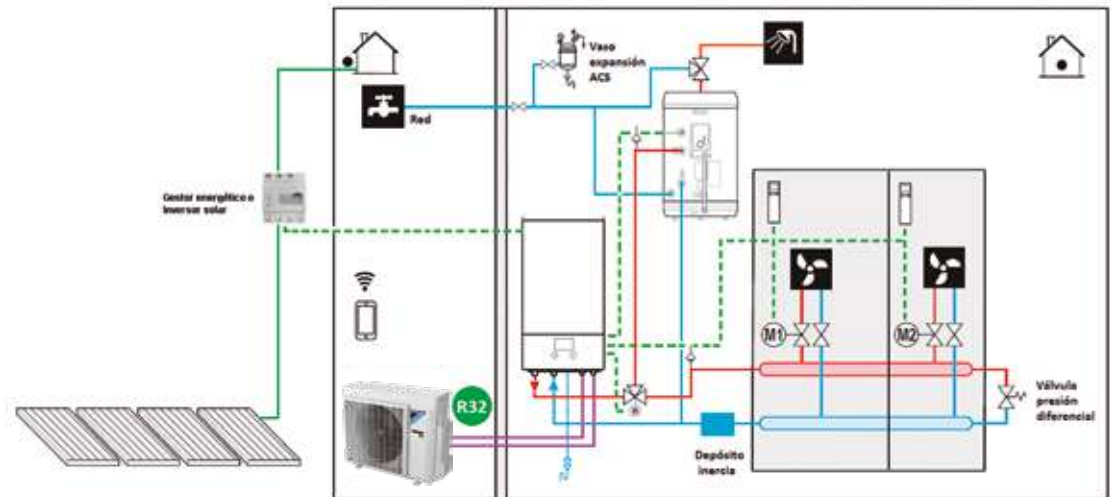 Vaso
expansión
ACS
Red
Gestor energético o
inversor solar
R32
M1
M2
Válvula
presión
diferencial
Depósito
inercia